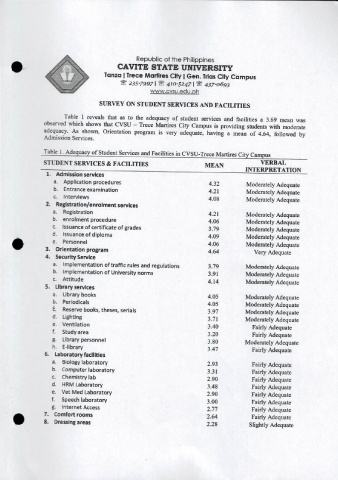 Republic of the Philippines
CAVITE STATE UNIVERSITY
Tanza | Trece Martires City | Gen. Trias City Campus
☏ 235-7997 | ☏ 410-5247 | ☏ 437-0693
www.cvsu.edu.ph
SURVEY ON STUDENT SERVICES AND FACILITIES
Table 1 reveals that as to the adequacy of student services and facilities a 3.69 mean was
observed which shows that CVSU – Trece Martires City Campus is providing students with moderate
adequacy. As shown, Orientation program is very adequate, having a mean of 4.64, followed by
Admission Services.
Table 1. Adequacy of Student Services and Facilities in CVSU-Trece Martires City Campus
STUDENT SERVICES & FACILITIES MEAN VERBAL INTERPRETATION
1. Admission services
a. Application procedures 4.32 Moderately Adequate
b. Entrance examination 4.21 Moderately Adequate
c. Interviews 4.08 Moderately Adequate
2. Registration/enrolment services
a. Registration 4.21 Moderately Adequate
b. enrolment procedure 4.06 Moderately Adequate
c. Issuance of certificate of grades 3.79 Moderately Adequate
d. Issuance of diploma 4.09 Moderately Adequate
e. Personnel 4.06 Moderately Adequate
3. Orientation program 4.64 Very Adequate
4. Security Service
a. Implementation of traffic rules and regulations 3.79 Moderately Adequate
b. Implementation of University norms 3.91 Moderately Adequate
c. Attitude 4.14 Moderately Adequate
5. Library services
a. Library books 4.05 Moderately Adequate
b. Periodicals 4.05 Moderately Adequate
c. Reserve books, theses, serials 3.97 Moderately Adequate
d. Lighting 3.71 Moderately Adequate
e. Ventilation 3.40 Fairly Adequate
f. Study area 3.20 Fairly Adequate
g. Library personnel 3.80 Moderately Adequate
h. E-library 3.47 Fairly Adequate
6. Laboratory facilities
a. Biology laboratory 2.93 Fairly Adequate
b. Computer laboratory 3.31 Fairly Adequate
c. Chemistry lab 2.90 Fairly Adequate
d. HRM Laboratory 3.48 Fairly Adequate
e. Vet Med Laboratory 2.90 Fairly Adequate
f. Speech laboratory 3.00 Fairly Adequate
g. Internet Access 2.77 Fairly Adequate
7. Comfort rooms 2.64 Fairly Adequate
8. Dressing areas 2.28 Slightly Adequate